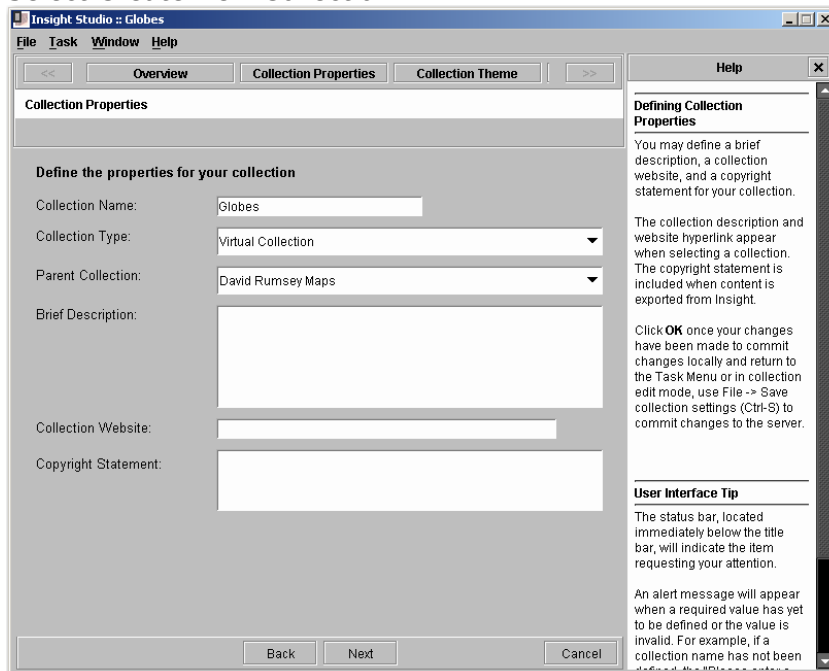 Insight Studio :: Globes
File Task Window Help
<< Overview Collection Properties Collection Theme >>
Collection Properties
Define the properties for your collection
Collection Name: Globes
Collection Type: Virtual Collection
Parent Collection: David Rumsey Maps
Brief Description:
Collection Website:
Copyright Statement:
Back Next Cancel
Help
Defining Collection
Properties
You may define a brief
description, a collection
website, and a copyright
statement for your collection.
The collection description and
website hyperlink appear
when selecting a collection.
The copyright statement is
included when content is
exported from Insight.
Click OK once your changes
have been made to commit
changes locally and return to
the Task Menu or in collection
edit mode, use File -> Save
collection settings (Ctrl-S) to
commit changes to the server.
User Interface Tip
The status bar, located
immediately below the title
bar, will indicate the item
requesting your attention.
An alert message will appear
when a required value has yet
to be defined or the value is
invalid. For example, if a
collection name has not been